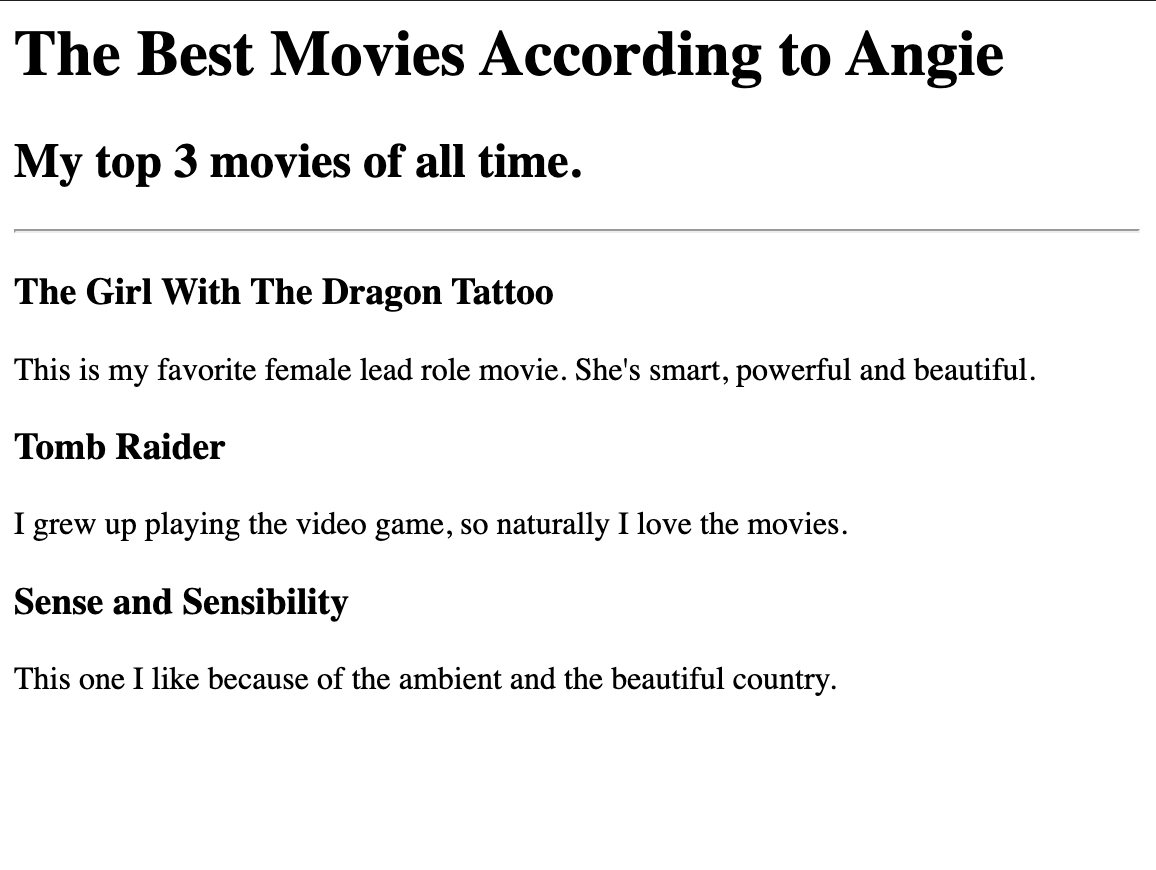 The Best Movies According to Angie
My top 3 movies of all time.
The Girl With The Dragon Tattoo
This is my favorite female lead role movie. She's smart, powerful and beautiful.
Tomb Raider
I grew up playing the video game, so naturally I love the movies.
Sense and Sensibility
This one I like because of the ambient and the beautiful country.